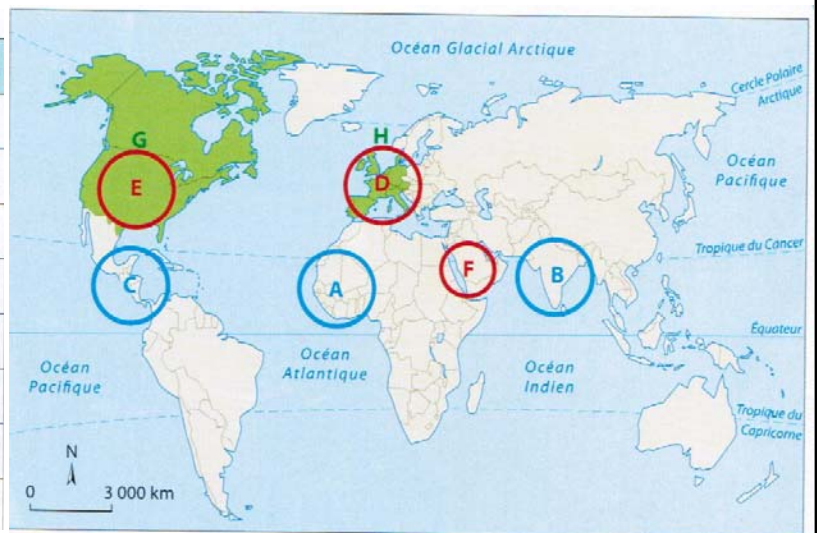 Océan Glacial Arctique
Cercle Polaire
Arctique
G
H
E
D
Océan
Pacifique
Tropique du Cancer
C
A
F
B
Équateur
Océan
Pacifique
Océan
Atlantique
Océan
Indien
Tropique du
Capricorne
N
0 3 000 km